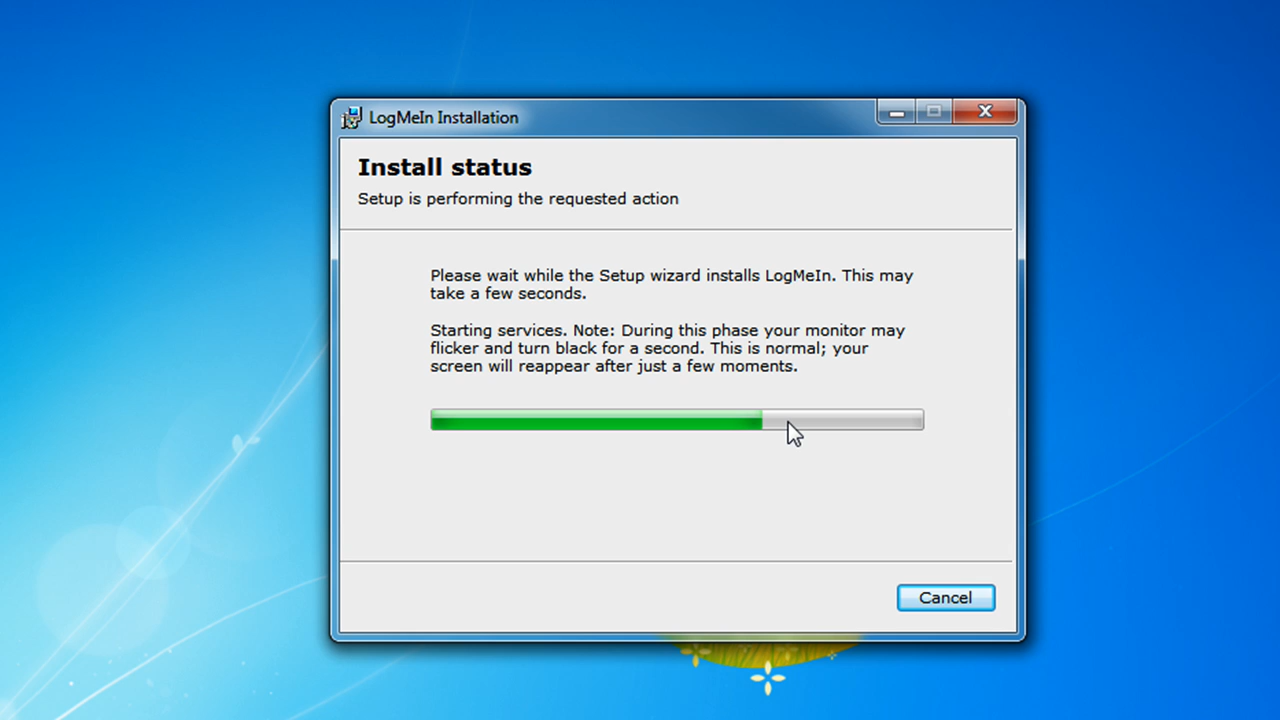 LogMeIn Installation
Install status
Setup is performing the requested action
Please wait while the Setup wizard installs LogMeIn. This may
take a few seconds.
Starting services. Note: During this phase your monitor may
flicker and turn black for a second. This is normal; your
screen will reappear after just a few moments.
Cancel